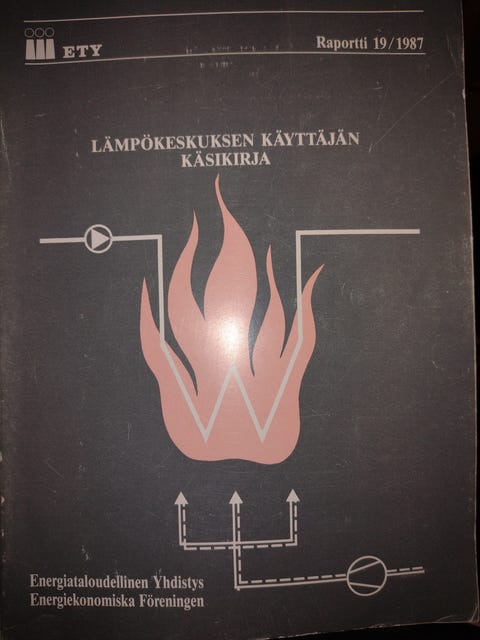 ETY
Raportti 19/1987
LÄMPÖKESKUKSEN KÄYTTÄJÄN
KÄSIKIRJA
Energiataloudellinen Yhdistys
Energiekonomiska Föreningen